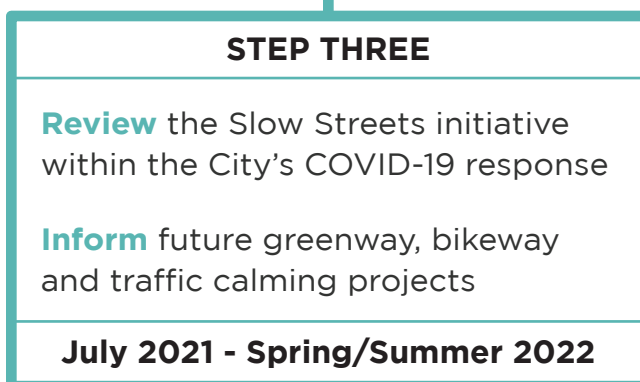 STEP THREE
Review the Slow Streets initiative
within the City’s COVID-19 response
Inform future greenway, bikeway
and traffic calming projects
July 2021 - Spring/Summer 2022